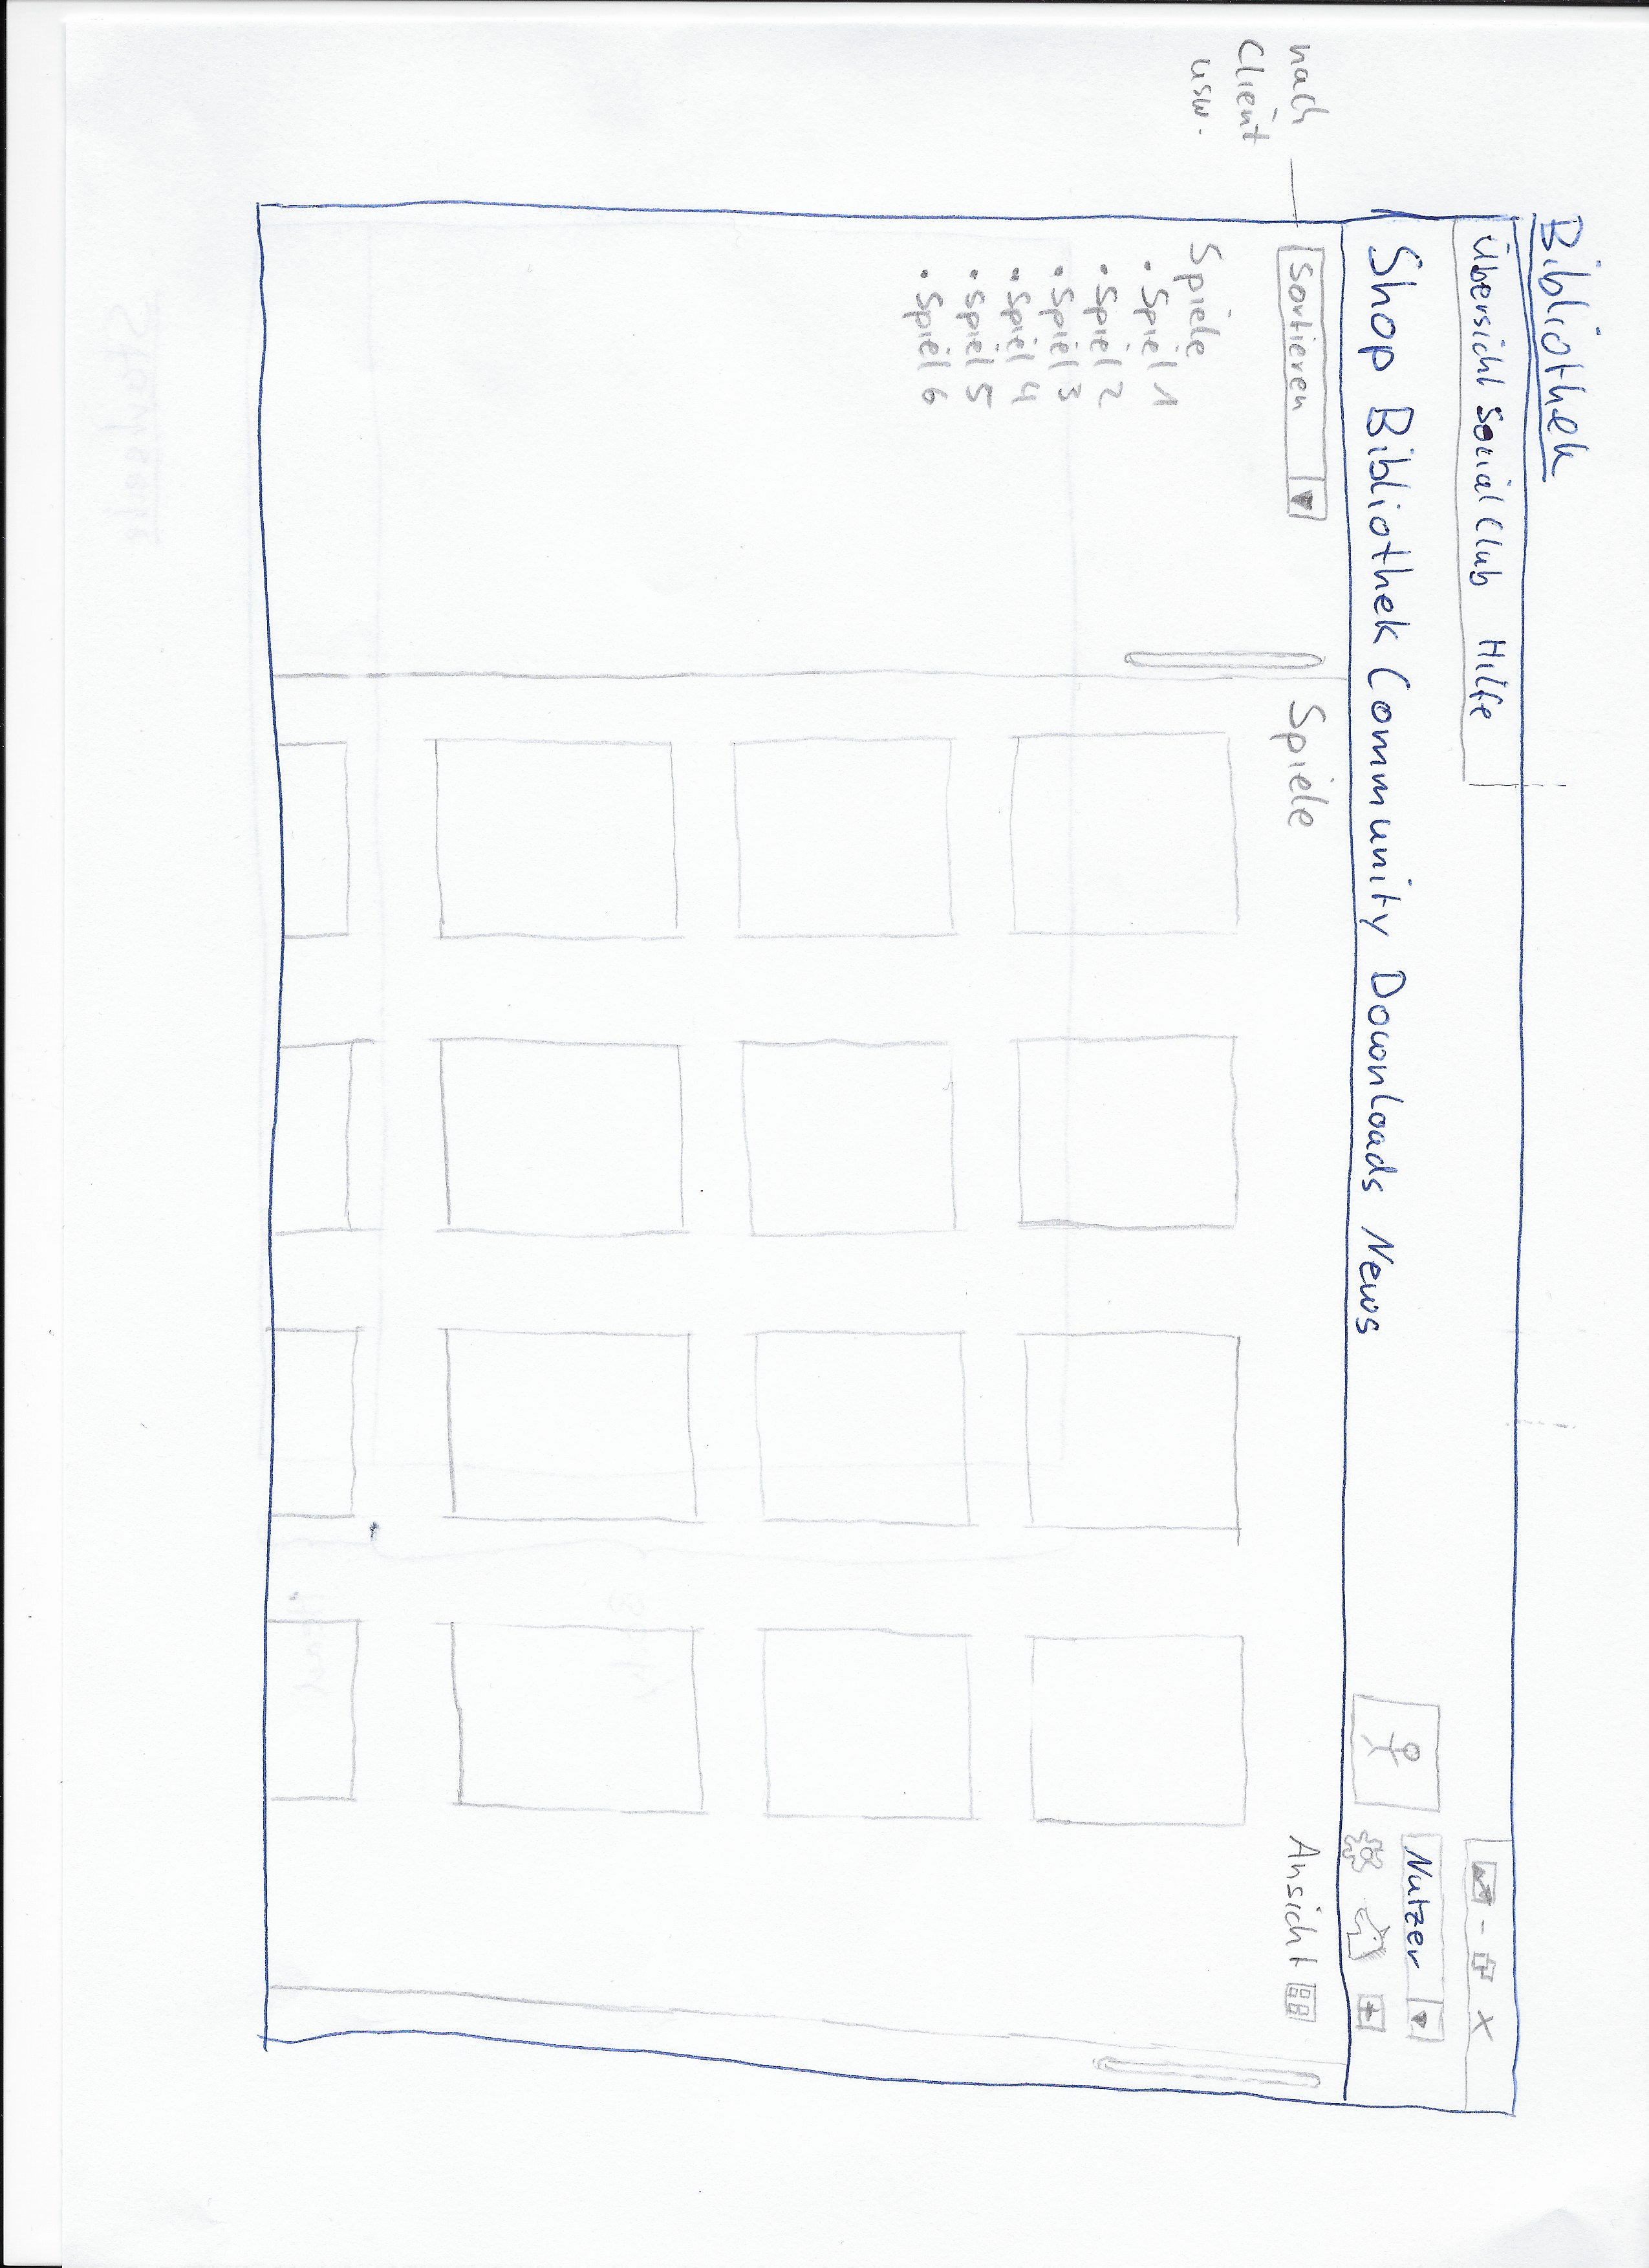 Bibliothek
Übersicht Social Club Hilfe
Shop Bibliothek Community Downloads News
Nutzer
nach
Client
usw.
Sortieren
Spiele
• Spiel 1
• Spiel 2
• Spiel 3
• Spiel 4
• Spiel 5
• Spiel 6
Spiele
Ansicht